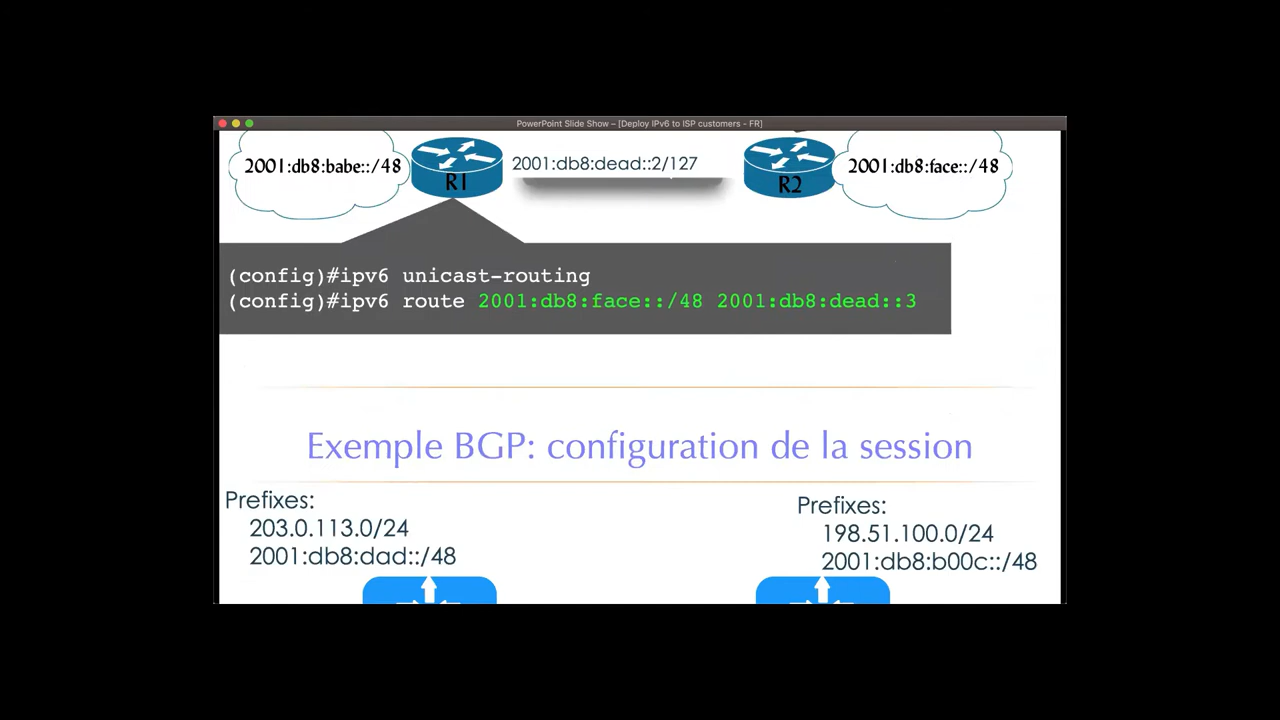 PowerPoint Slide Show – [Deploy IPv6 to ISP customers - FR]
2001:db8:babe::/48
R1
2001:db8:dead::2/127
R2
2001:db8:face::/48
(config)#ipv6 unicast-routing
(config)#ipv6 route 2001:db8:face::/48 2001:db8:dead::3
Exemple BGP: configuration de la session
Prefixes:
203.0.113.0/24
2001:db8:dad::/48
Prefixes:
198.51.100.0/24
2001:db8:b00c::/48